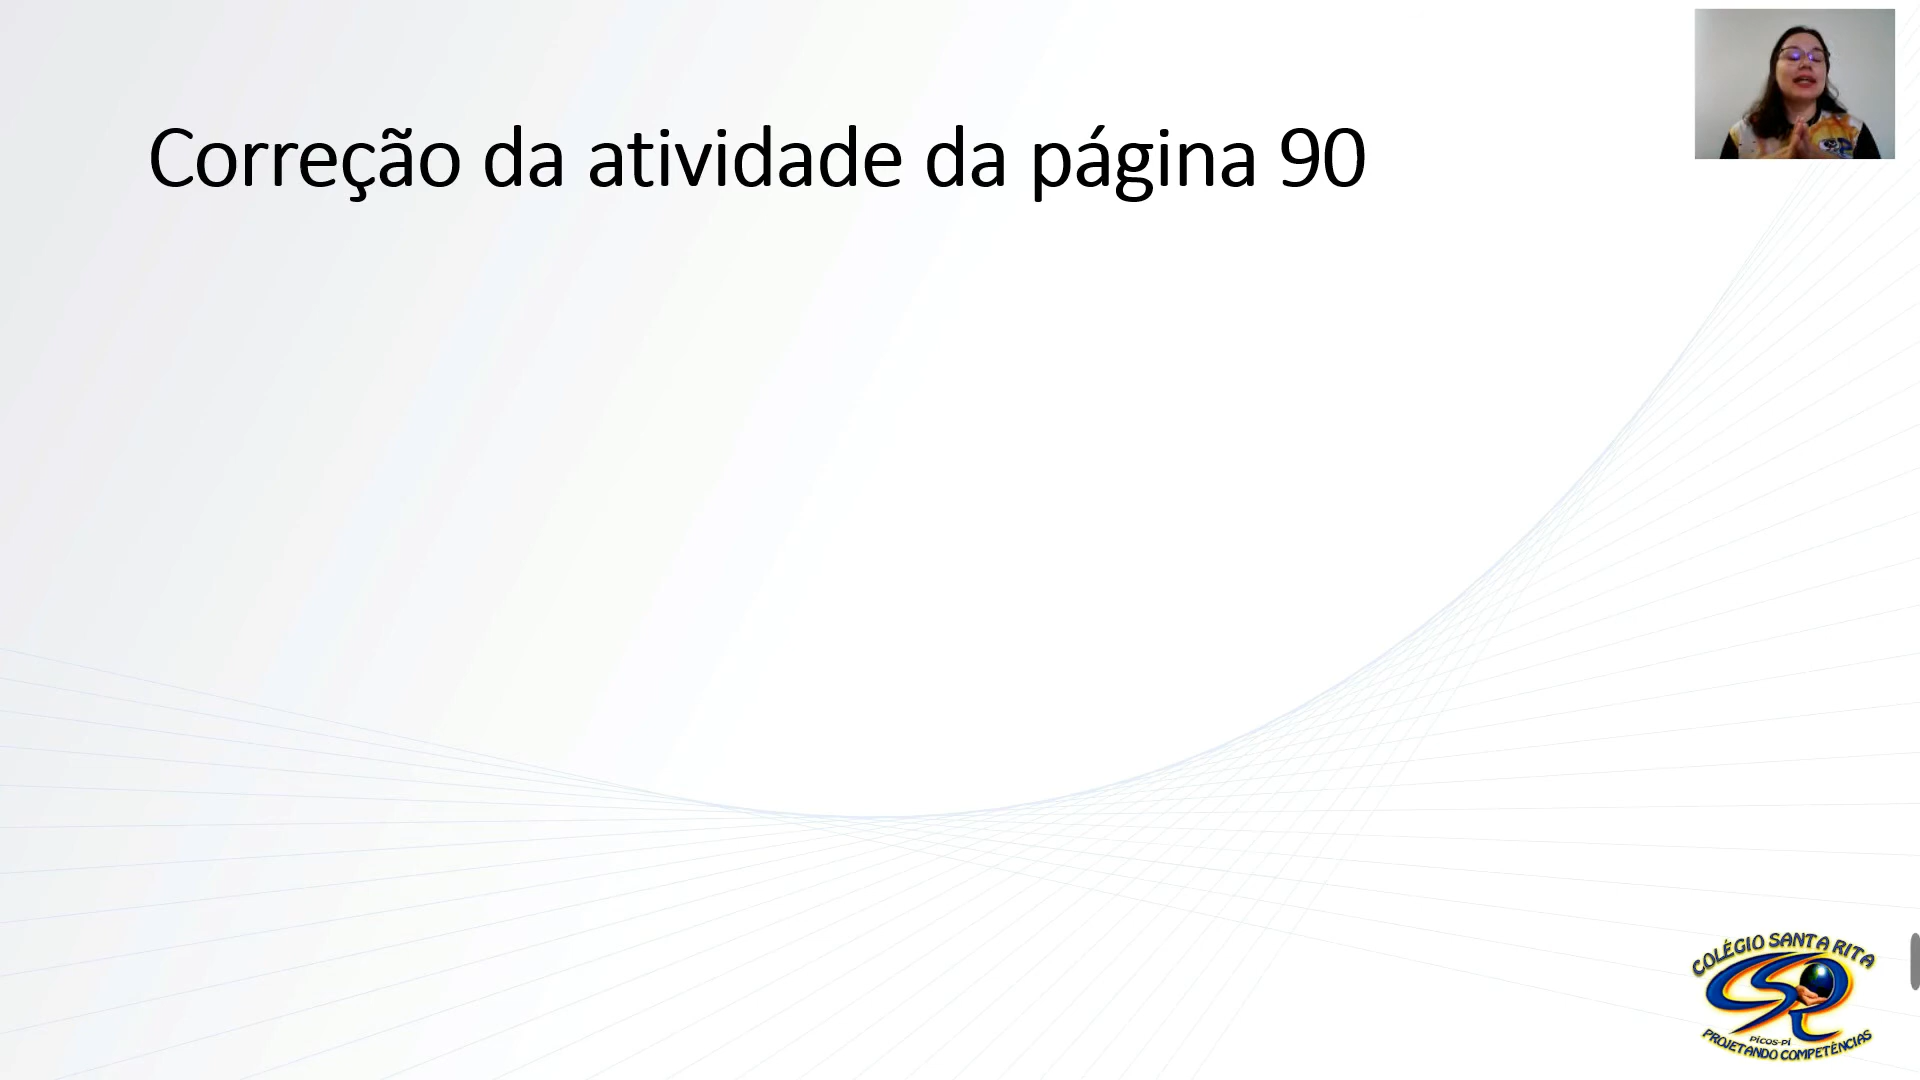 Correção da atividade da página 90
COLÉGIO SANTA RITA
PICOS-PI
PROJETANDO COMPETÊNCIAS